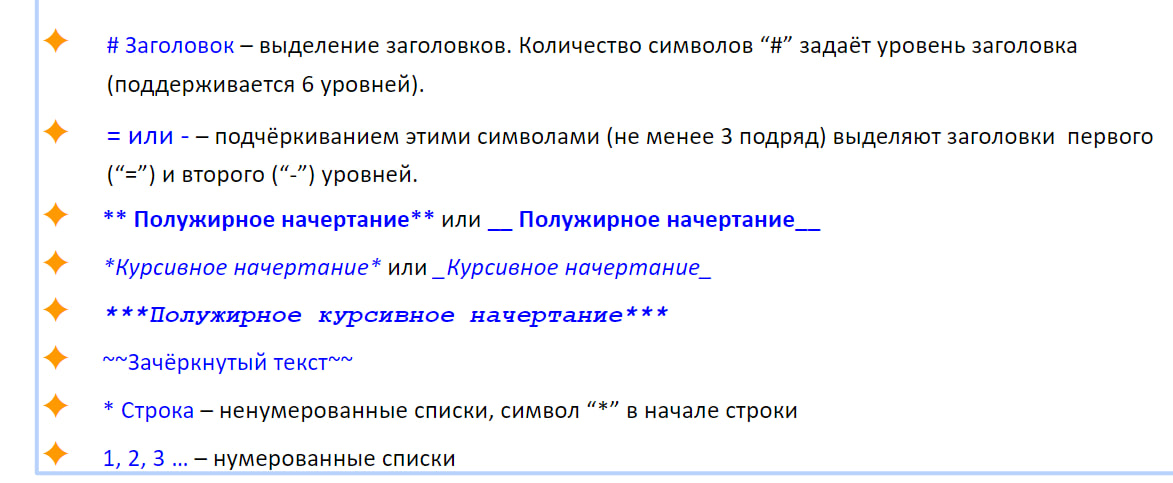 # Заголовок – выделение заголовков. Количество символов “#” задаёт уровень заголовка
(поддерживается 6 уровней).
= или - – подчёркиванием этими символами (не менее 3 подряд) выделяют заголовки первого
(“=”) и второго (“-”) уровней.
** Полужирное начертание** или __ Полужирное начертание__
*Курсивное начертание* или _Курсивное начертание_
***Полужирное курсивное начертание***
~~Зачёркнутый текст~~
* Строка – ненумерованные списки, символ “*” в начале строки
1, 2, 3 ... – нумерованные списки